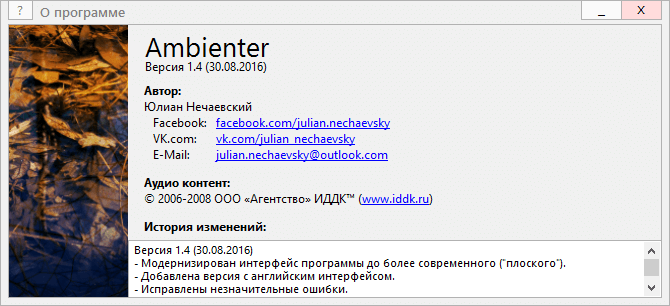 ? О программе _ X
Ambienter
Версия 1.4 (30.08.2016)
Автор:
Юлиан Нечаевский
Facebook: facebook.com/julian.nechaevsky
VK.com: vk.com/julian_nechaevsky
E-Mail: julian.nechaevsky@outlook.com
Аудио контент:
© 2006-2008 ООО «Агентство» ИДДК™ (www.iddk.ru)
История изменений:
Версия 1.4 (30.08.2016)
- Модернизирован интерфейс программы до более современного ("плоского").
- Добавлена версия с английским интерфейсом.
- Исправлены незначительные ошибки.